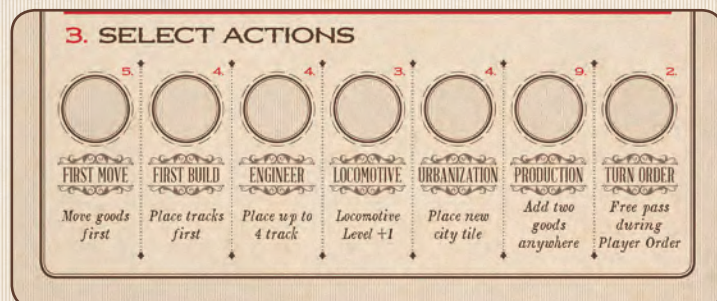 3. SELECT ACTIONS
5. 4. 4. 3. 4. 9. 2.
FIRST MOVE FIRST BUILD ENGINEER LOCOMOTIVE URBANIZATION PRODUCTION TURN ORDER
Move goods first
Place tracks first
Place up to 4 track
Locomotive Level +1
Place new city tile
Add two goods anywhere
Free pass during Player Order